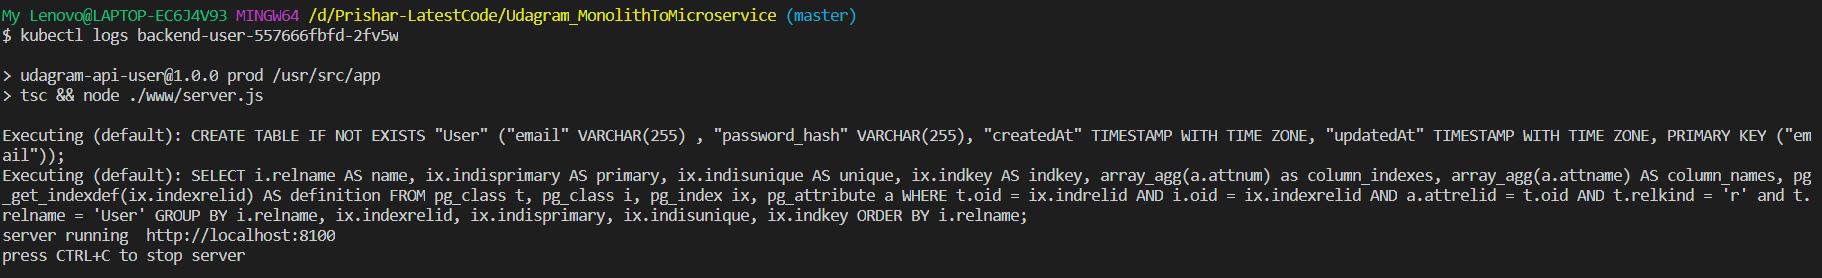 My Lenovo@LAPTOP-EC6J4V93 MINGW64 /d/Prishar-LatestCode/Udagram_MonolithToMicroservice (master)
$ kubectl logs backend-user-557666fbfd-2fv5w
> udagram-api-user@1.0.0 prod /usr/src/app
> tsc && node ./www/server.js
Executing (default): CREATE TABLE IF NOT EXISTS "User" ("email" VARCHAR(255) , "password_hash" VARCHAR(255), "createdAt" TIMESTAMP WITH TIME ZONE, "updatedAt" TIMESTAMP WITH TIME ZONE, PRIMARY KEY ("em
ail"));
Executing (default): SELECT i.relname AS name, ix.indisprimary AS primary, ix.indisunique AS unique, ix.indkey AS indkey, array_agg(a.attnum) as column_indexes, array_agg(a.attname) AS column_names, pg
_get_indexdef(ix.indexrelid) AS definition FROM pg_class t, pg_class i, pg_index ix, pg_attribute a WHERE t.oid = ix.indrelid AND i.oid = ix.indexrelid AND a.attrelid = t.oid AND t.relkind = 'r' and t.
relname = 'User' GROUP BY i.relname, ix.indexrelid, ix.indisprimary, ix.indisunique, ix.indkey ORDER BY i.relname;
server running  http://localhost:8100
press CTRL+C to stop server